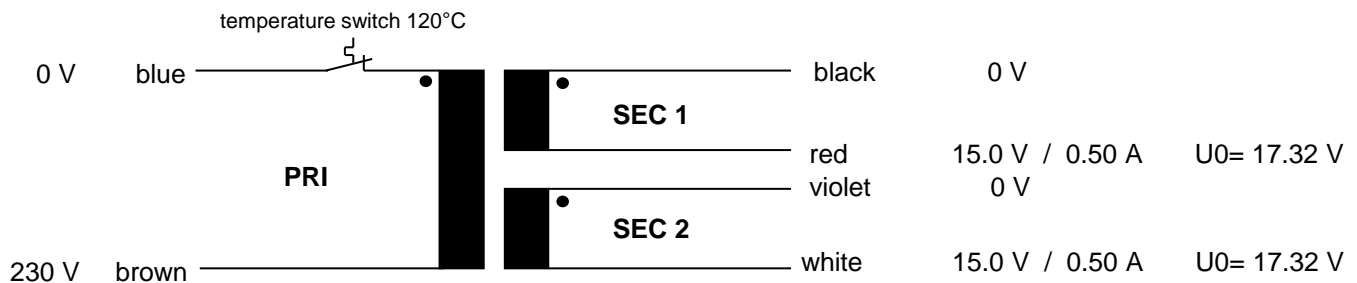 temperature switch 120°C
0 V blue black 0 V
SEC 1
red 15.0 V / 0.50 A U0= 17.32 V
PRI
violet 0 V
SEC 2
230 V brown white 15.0 V / 0.50 A U0= 17.32 V